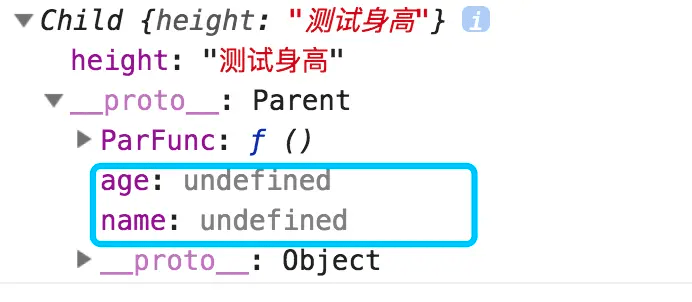 Child {height: "测试身高"} i
height: "测试身高"
__proto__: Parent
ParFunc: ƒ ()
age: undefined
name: undefined
__proto__: Object